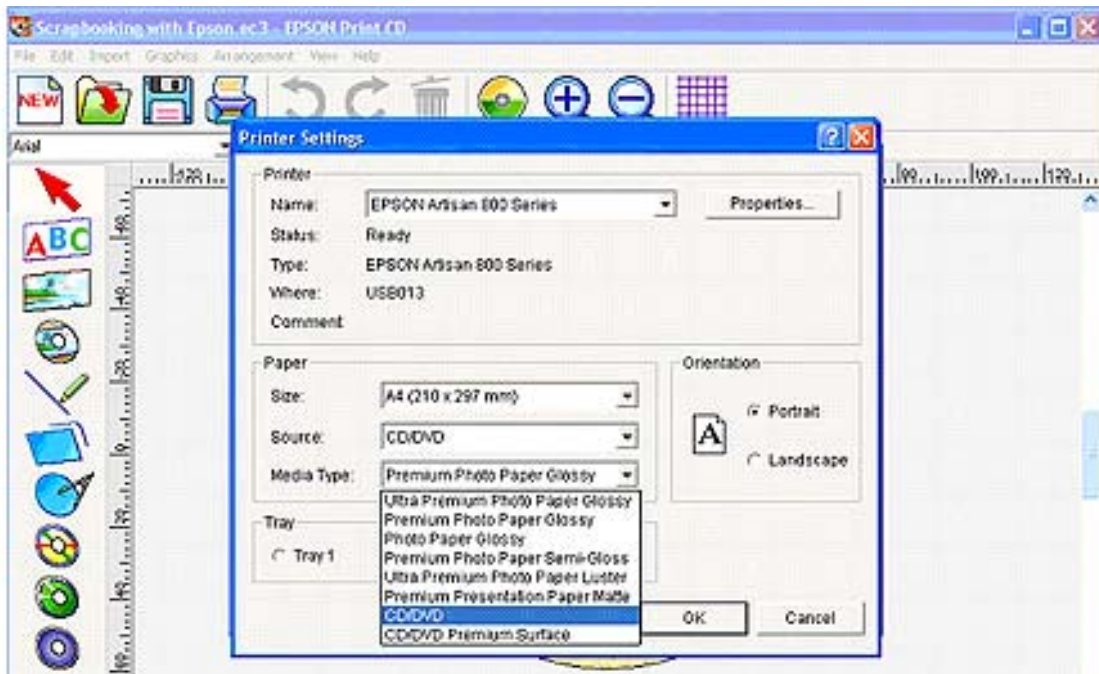 Scrapbooking with Epson.ec3 - EPSON Print CD
File Edit Import Graphics Arrangement View Help
NEW
Arial
Printer Settings
Printer
Name: EPSON Artisan 800 Series Properties...
Status: Ready
Type: EPSON Artisan 800 Series
Where: USB013
Comment
Paper
Size: A4 (210 x 297 mm)
Source: CD/DVD
Media Type: Premium Photo Paper Glossy
Ultra Premium Photo Paper Glossy
Premium Photo Paper Glossy
Photo Paper Glossy
Premium Photo Paper Semi-Gloss
Ultra Premium Photo Paper Luster
Premium Presentation Paper Matte
CD/DVD
CD/DVD Premium Surface
Orientation
A
Portrait
Landscape
Tray
Tray 1
OK Cancel
ABC